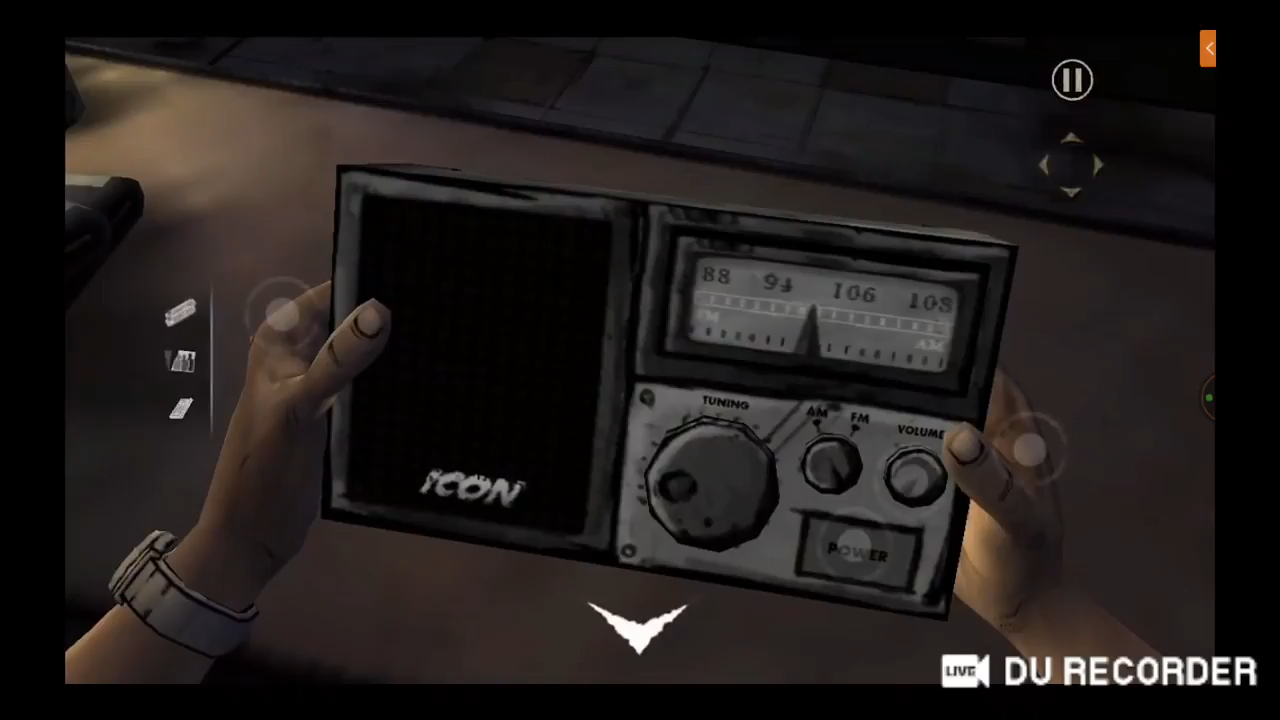 88 94 106 108
FM
AM
TUNING
AM FM
VOLUME
ICON
POWER
LIVE DU RECORDER